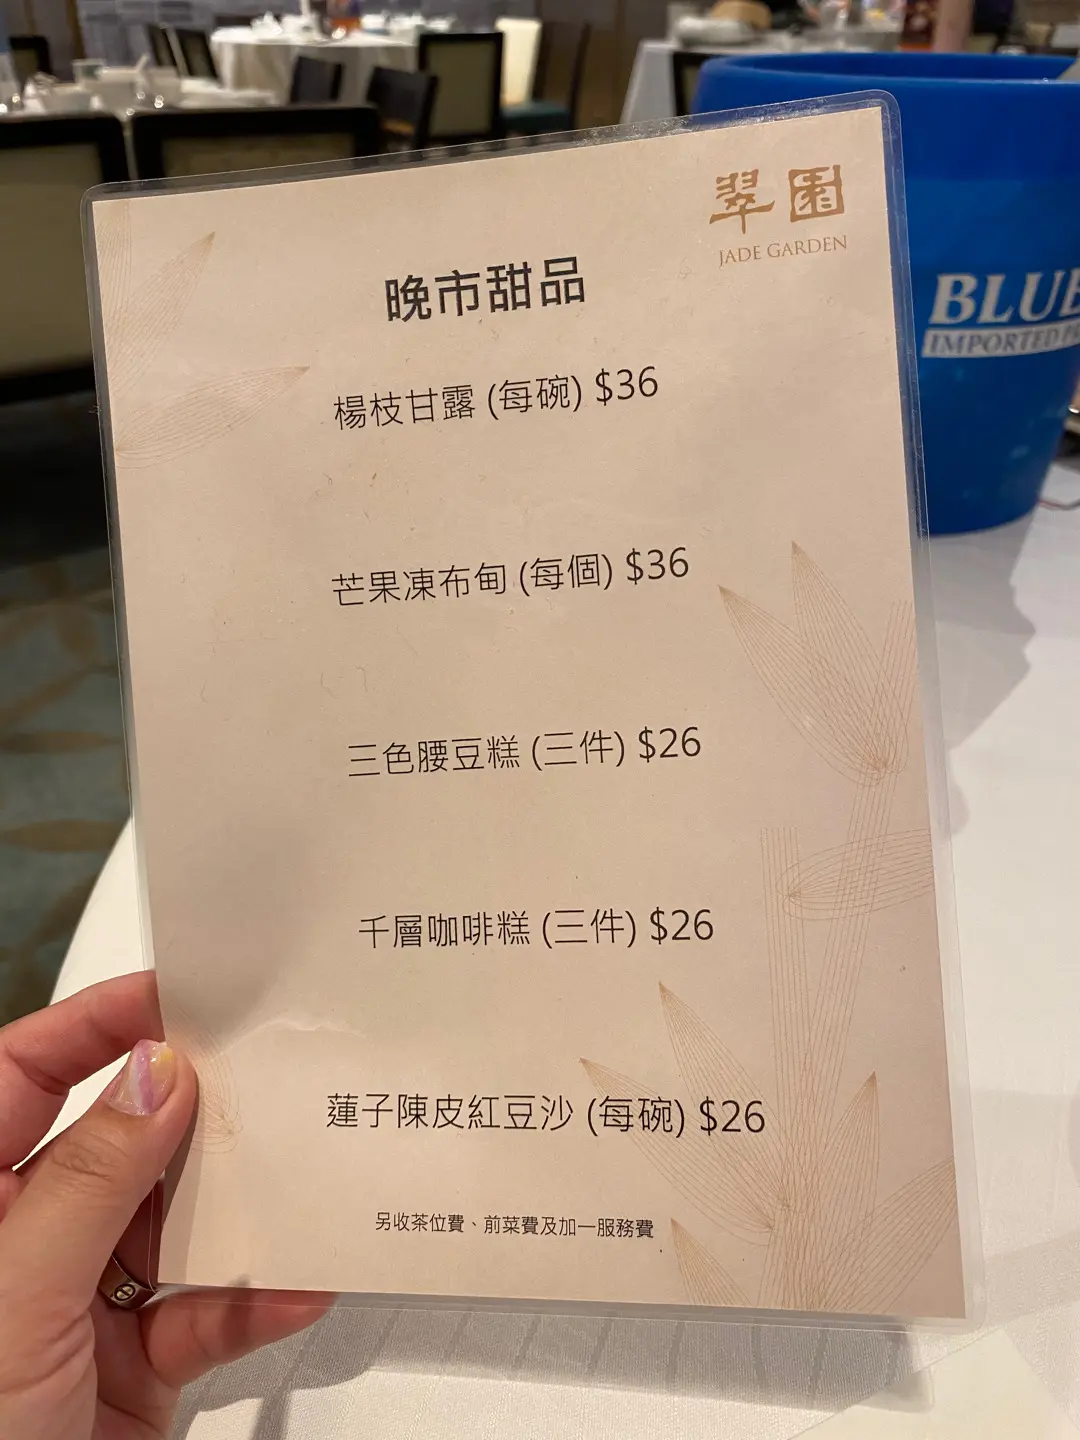 翠園
JADE GARDEN
晚市甜品
楊枝甘露 (每碗) $36
芒果凍布甸 (每個) $36
三色腰豆糕 (三件) $26
千層咖啡糕 (三件) $26
蓮子陳皮紅豆沙 (每碗) $26
另收茶位費、前菜費及加一服務費
BLUE
IMPORTED